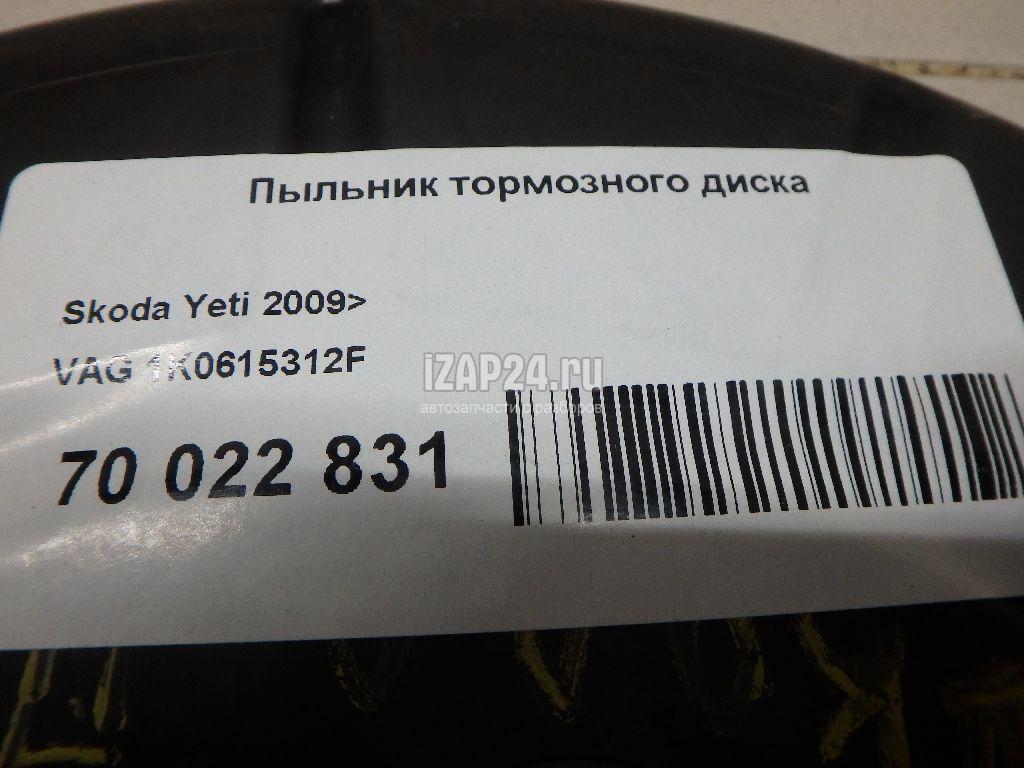 Пыльник тормозного диска
Skoda Yeti 2009>
VAG 1K0615312F
iZAP24.ru
автозапчасти с разборов
70 022 831